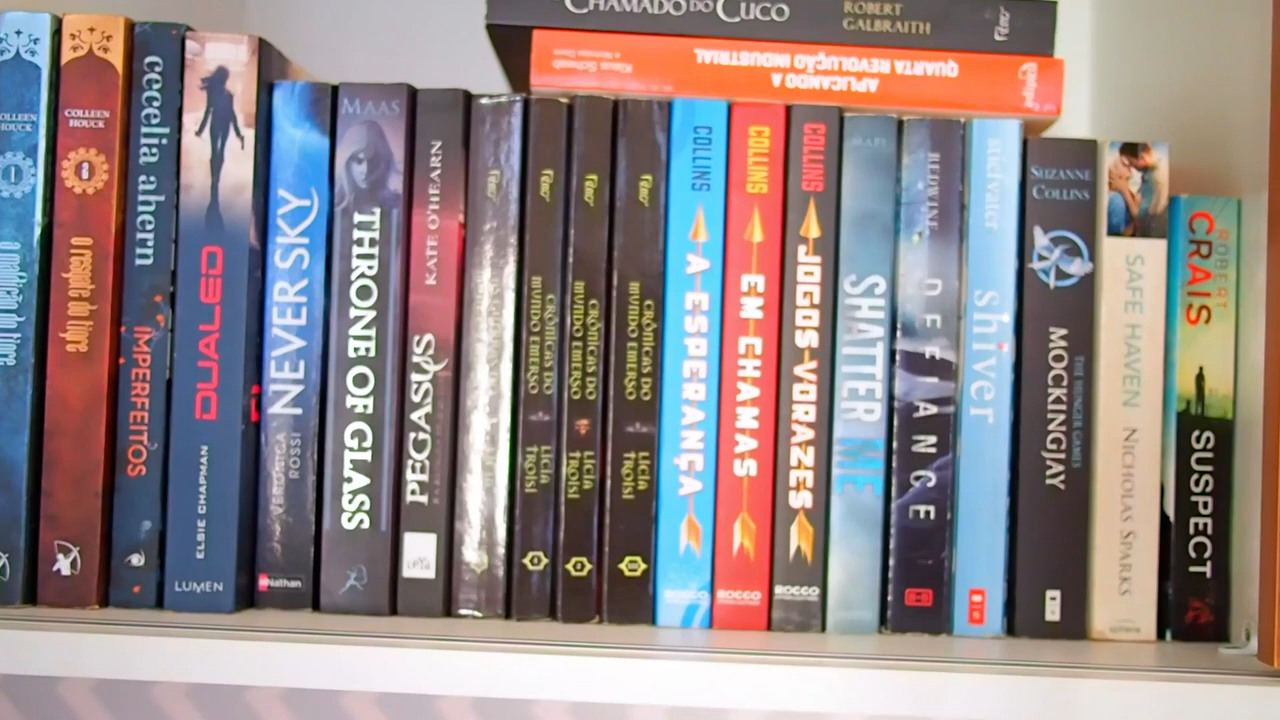 CHAMADO DO CUCO
ROBERT
GALBRAITH
APLICANDO A
QUARTA REVOLUÇÃO INDUSTRIAL
Klaus Schwab
COLLEEN
HOUCK
COLLEEN
HOUCK
o resgate do tigre
cecelia ahern
IMPERFEITOS
DUALED
ELSIE CHAPMAN
LUMEN
NEVER SKY
VERONICA
ROSSI
Nathan
MAAS
THRONE OF GLASS
KATE O'HEARN
PEGASUS
LeYa
CRÔNICAS DO
MUNDO EMERSO
LICIA
TROISI
CRÔNICAS DO
MUNDO EMERSO
LICIA
TROISI
CRÔNICAS DO
MUNDO EMERSO
LICIA
TROISI
COLLINS
A ESPERANÇA
ROCCO
COLLINS
EM CHAMAS
ROCCO
COLLINS
JOGOS VORAZES
ROCCO
SHATTER ME
REDWINE
DEFIANCE
stiefvater
Shiver
SUZANNE
COLLINS
THE HUNGER GAMES
MOCKINGJAY
SAFE HAVEN
NICHOLAS SPARKS
ROBERT
CRAIS
SUSPECT